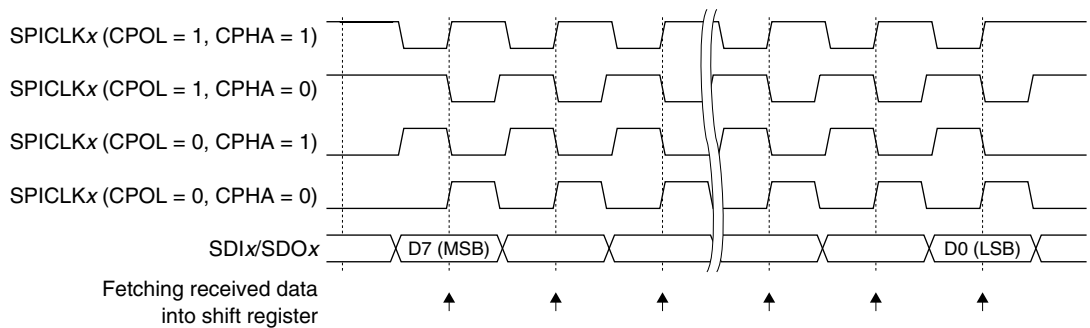 SPICLKx (CPOL = 1, CPHA = 1)
SPICLKx (CPOL = 1, CPHA = 0)
SPICLKx (CPOL = 0, CPHA = 1)
SPICLKx (CPOL = 0, CPHA = 0)
SDIx/SDOx D7 (MSB) D0 (LSB)
Fetching received data
into shift register